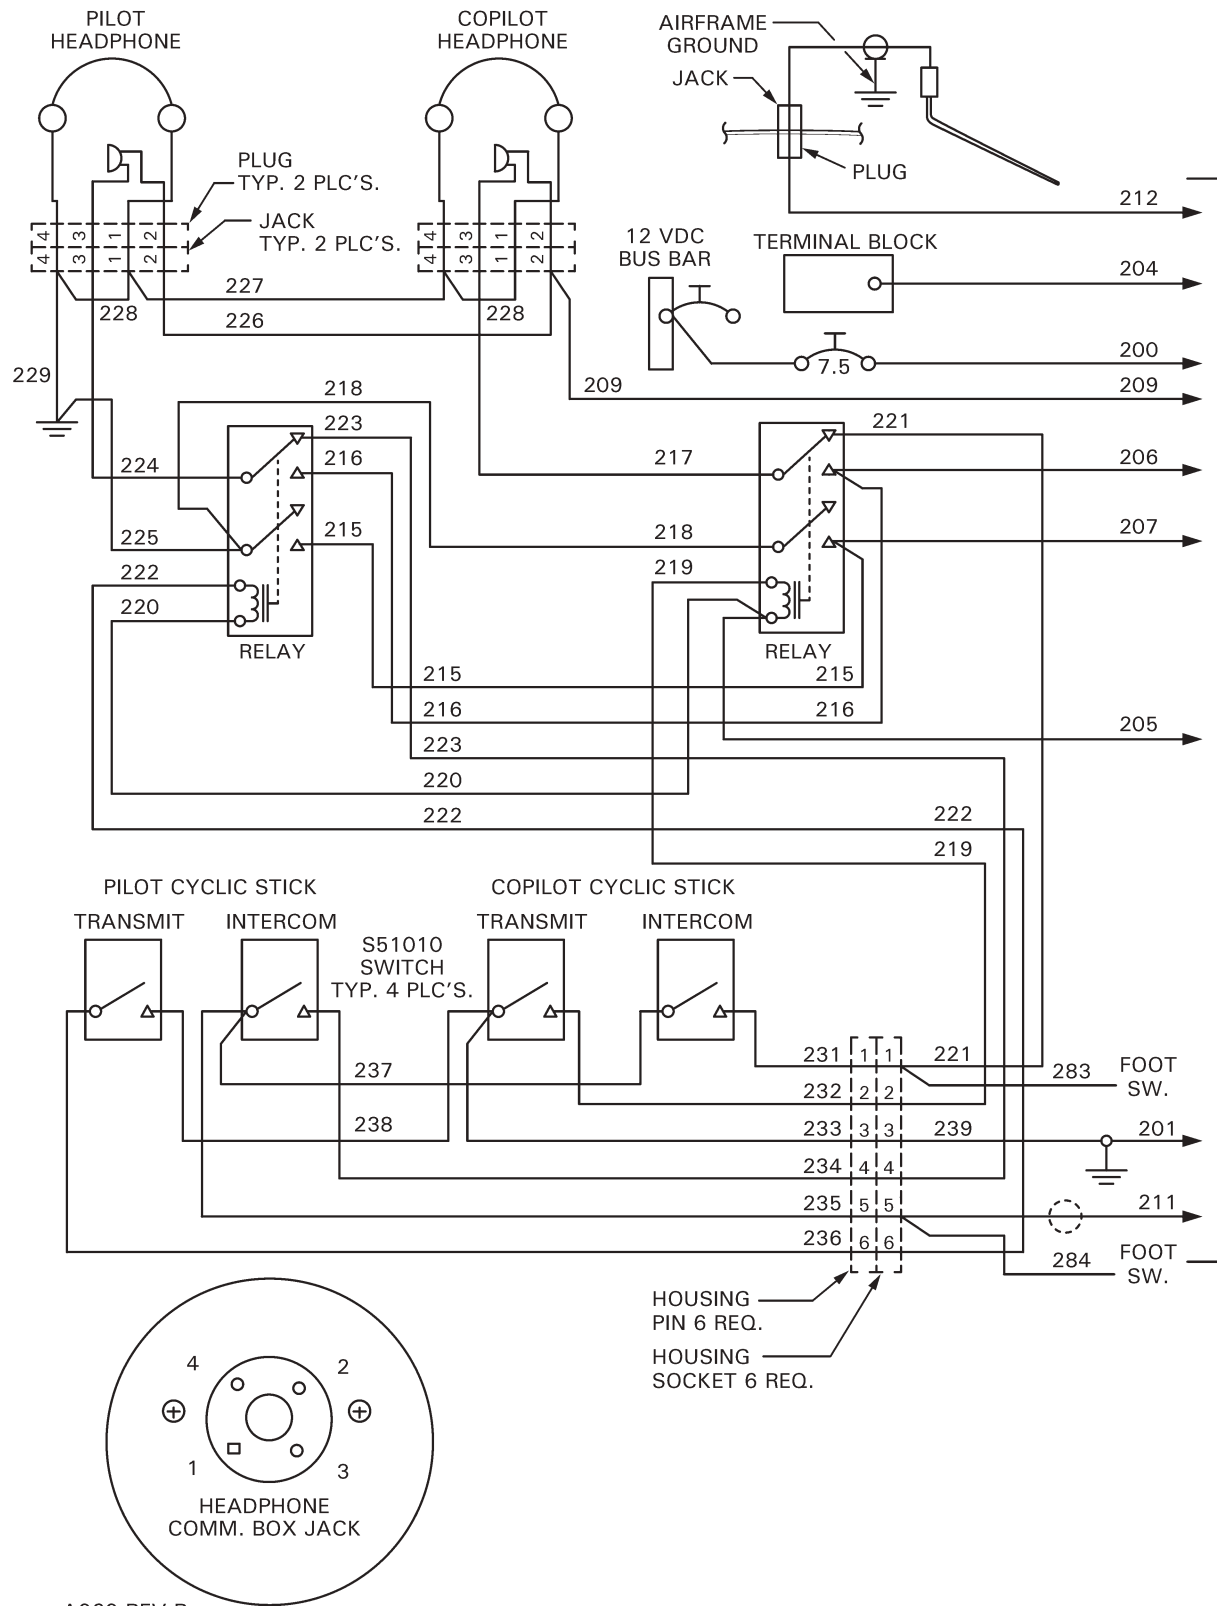 PILOT
HEADPHONE
COPILOT
HEADPHONE
AIRFRAME
GROUND
JACK
PLUG
212
PLUG
TYP. 2 PLC'S.
JACK
TYP. 2 PLC'S.
4 3 1 2
4 3 1 2
4 3 1 2
4 3 1 2
12 VDC
BUS BAR
TERMINAL BLOCK
204
227
228
226
228
7.5
200
229
218
209
209
223
221
224
216
217
206
225
215
218
207
222
219
220
RELAY
RELAY
215
215
216
216
205
223
220
222
222
219
PILOT CYCLIC STICK
COPILOT CYCLIC STICK
TRANSMIT
INTERCOM
TRANSMIT
INTERCOM
S51010
SWITCH
TYP. 4 PLC'S.
231 1 1 221
283
FOOT
SW.
237
232 2 2
238
233 3 3 239
201
234 4 4
235 5 5
211
236 6 6
284
FOOT
SW.
HOUSING
PIN 6 REQ.
HOUSING
SOCKET 6 REQ.
4
2
1
3
HEADPHONE
COMM. BOX JACK